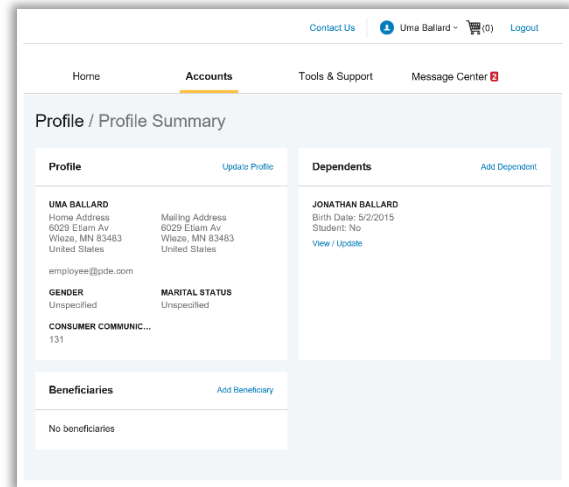 Contact Us Uma Ballard (0) Logout
Home Accounts Tools & Support Message Center 2
Profile / Profile Summary
Profile Update Profile
UMA BALLARD
Home Address Mailing Address
6029 Etiam Av 6029 Etiam Av
Wieze, MN 83483 Wieze, MN 83483
United States United States
employee@pde.com
GENDER MARITAL STATUS
Unspecified Unspecified
CONSUMER COMMUNIC...
131
Dependents Add Dependent
JONATHAN BALLARD
Birth Date: 5/2/2015
Student: No
View / Update
Beneficiaries Add Beneficiary
No beneficiaries